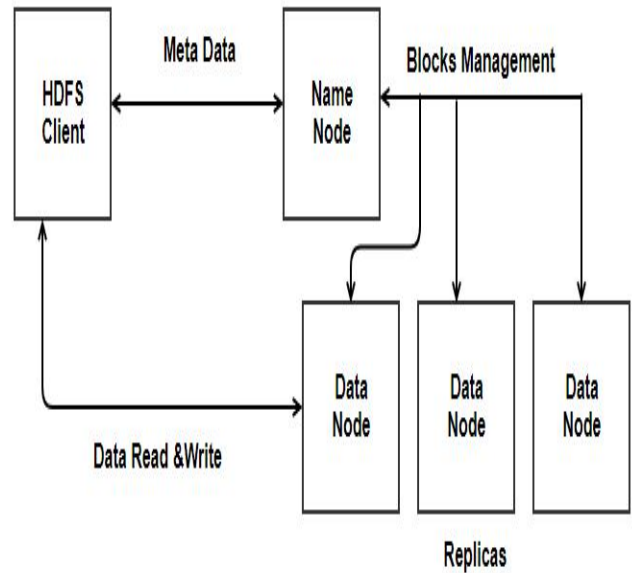 Meta Data
Blocks Management
HDFS
Client
Name
Node
Data
Node
Data
Node
Data
Node
Data Read &Write
Replicas